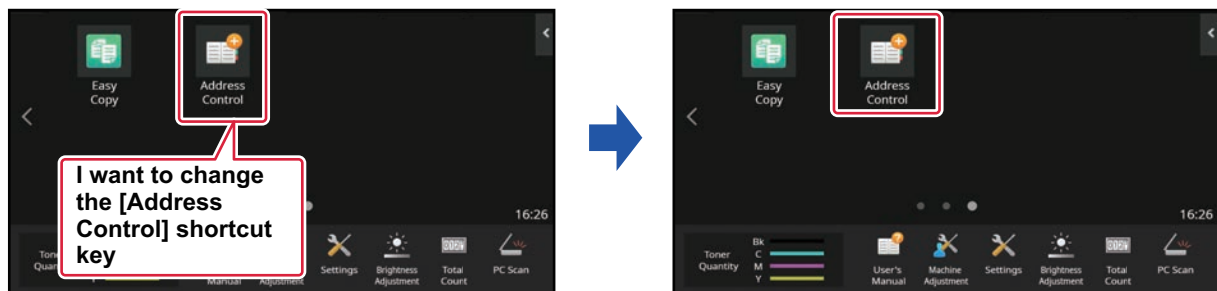 Easy
Copy
Address
Control
I want to change
the [Address
Control] shortcut
key
16:26
Toner
Quantity
Manual
Adjustment
Settings
Brightness
Adjustment
Total
Count
PC Scan
Easy
Copy
Address
Control
16:26
Toner
Quantity
Bk
C
M
Y
User's
Manual
Machine
Adjustment
Settings
Brightness
Adjustment
Total
Count
PC Scan